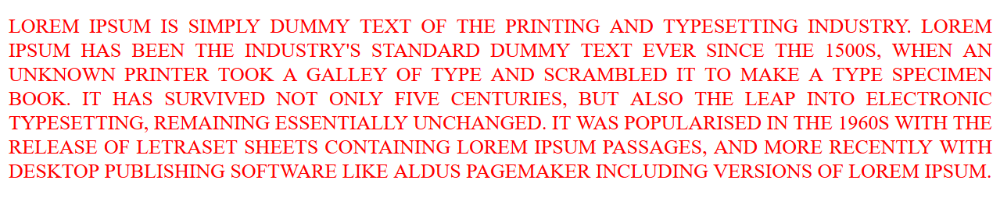 LOREM IPSUM IS SIMPLY DUMMY TEXT OF THE PRINTING AND TYPESETTING INDUSTRY. LOREM
IPSUM HAS BEEN THE INDUSTRY'S STANDARD DUMMY TEXT EVER SINCE THE 1500S, WHEN AN
UNKNOWN PRINTER TOOK A GALLEY OF TYPE AND SCRAMBLED IT TO MAKE A TYPE SPECIMEN
BOOK. IT HAS SURVIVED NOT ONLY FIVE CENTURIES, BUT ALSO THE LEAP INTO ELECTRONIC
TYPESETTING, REMAINING ESSENTIALLY UNCHANGED. IT WAS POPULARISED IN THE 1960S WITH THE
RELEASE OF LETRASET SHEETS CONTAINING LOREM IPSUM PASSAGES, AND MORE RECENTLY WITH
DESKTOP PUBLISHING SOFTWARE LIKE ALDUS PAGEMAKER INCLUDING VERSIONS OF LOREM IPSUM.